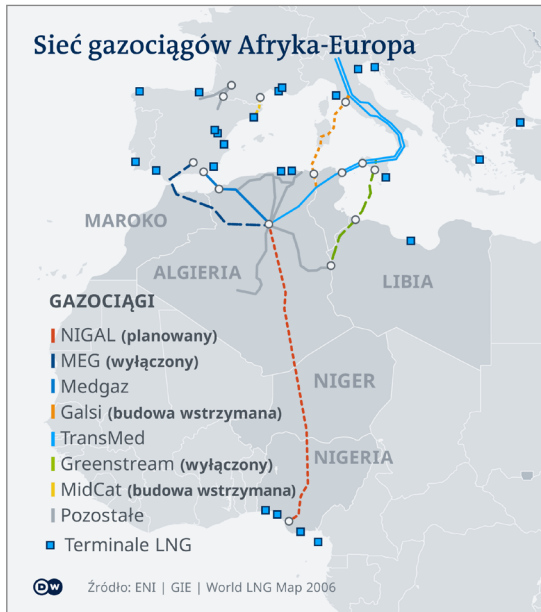 Sieć gazociągów Afryka-Europa
MAROKO
ALGIERIA
LIBIA
NIGER
NIGERIA
GAZOCIĄGI
NIGAL (planowany)
MEG (wyłączony)
Medgaz
Galsi (budowa wstrzymana)
TransMed
Greenstream (wyłączony)
MidCat (budowa wstrzymana)
Pozostałe
Terminale LNG
DW Źródło: ENI | GIE | World LNG Map 2006